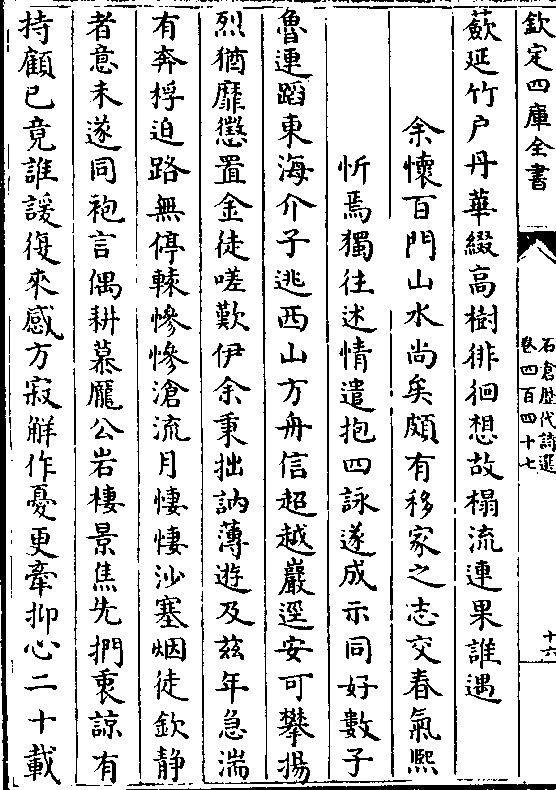 欽定四庫全書
石倉歷代詩選
卷四百四十七
十六
蔌延竹户丹華綴高樹徘徊想故榻流連果誰遇
余懷百門山水尚矣頗有移家之志交春氣熙
忻焉獨往述情遣抱四詠遂成示同好數子
魯連蹈東海介子逃西山方舟信超越巖逕安可攀揚
烈猶靡懲置金徒嗟歎伊余秉拙訥薄遊及兹年急湍
有奔桴迫路無停轅慘慘滄流月悽悽沙塞烟徒欽静
者意未遂同袍言偶耕慕龐公岩棲景焦先捫衷諒有
持顧已竟誰諼復來感方寂解作憂更牽抑心二十載